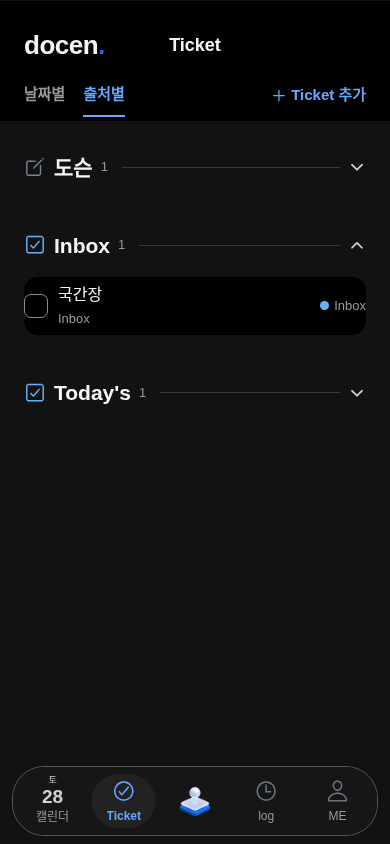 docen.
Ticket
날짜별 출처별
+ Ticket 추가
도슨 1
Inbox 1
국간장
Inbox
Inbox
Today's 1
토
28
캘린더
Ticket
log
ME